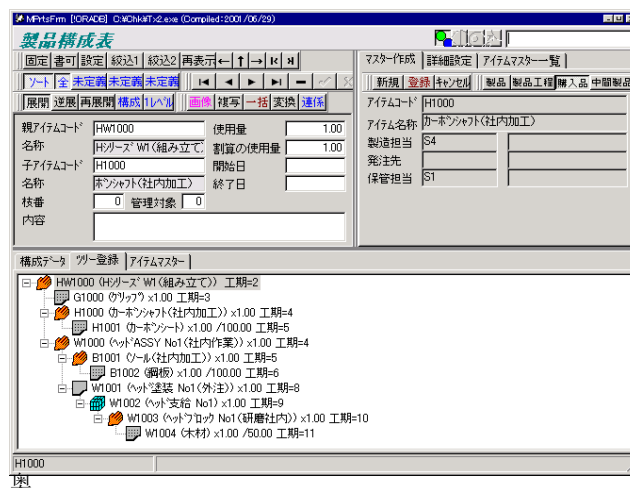 MPrtsFrm [!ORADB] C:¥Chk¥Tx2.exe (Compiled:2001/06/29)
製品構成表
固定 書可 設定 絞込1 絞込2 再表示 ← ↑ →
ソート 全 未定義 未定義 未定義
展開 逆展 再展開 構成 1レベル 画像 複写 一括 変換 連係
親アイテムコード HW1000 使用量 1.00
名称 Hシリーズ W1(組み立て) 割算の使用量 1.00
子アイテムコード H1000 開始日
名称 ボンシャフト(社内加工) 終了日
枝番 0 管理対象 0
内容
マスター作成 詳細設定 アイテムマスター一覧
新規 登録 キャンセル 製品 製品工程 購入品 中間製品
アイテムコード H1000
アイテム名称 カーボンシャフト(社内加工)
製造担当 S4
発注先
保管担当 S1
構成データ ツリー登録 アイテムマスター
HW1000 (Hシリーズ W1(組み立て)) 工期=2
G1000 (グリップ) x1.00 工期=3
H1000 (カーボンシャフト(社内加工)) x1.00 工期=4
H1001 (カーボンシート) x1.00 /100.00 工期=5
W1000 (ヘッドASSY No1(社内作業)) x1.00 工期=4
B1001 (ソール(社内加工)) x1.00 工期=5
B1002 (鋼板) x1.00 /100.00 工期=6
W1001 (ヘッド塗装 No1(外注)) x1.00 工期=8
W1002 (ヘッド支給 No1) x1.00 工期=9
W1003 (ヘッドブロック No1(研磨社内)) x1.00 工期=10
W1004 (木材) x1.00 /50.00 工期=11
H1000